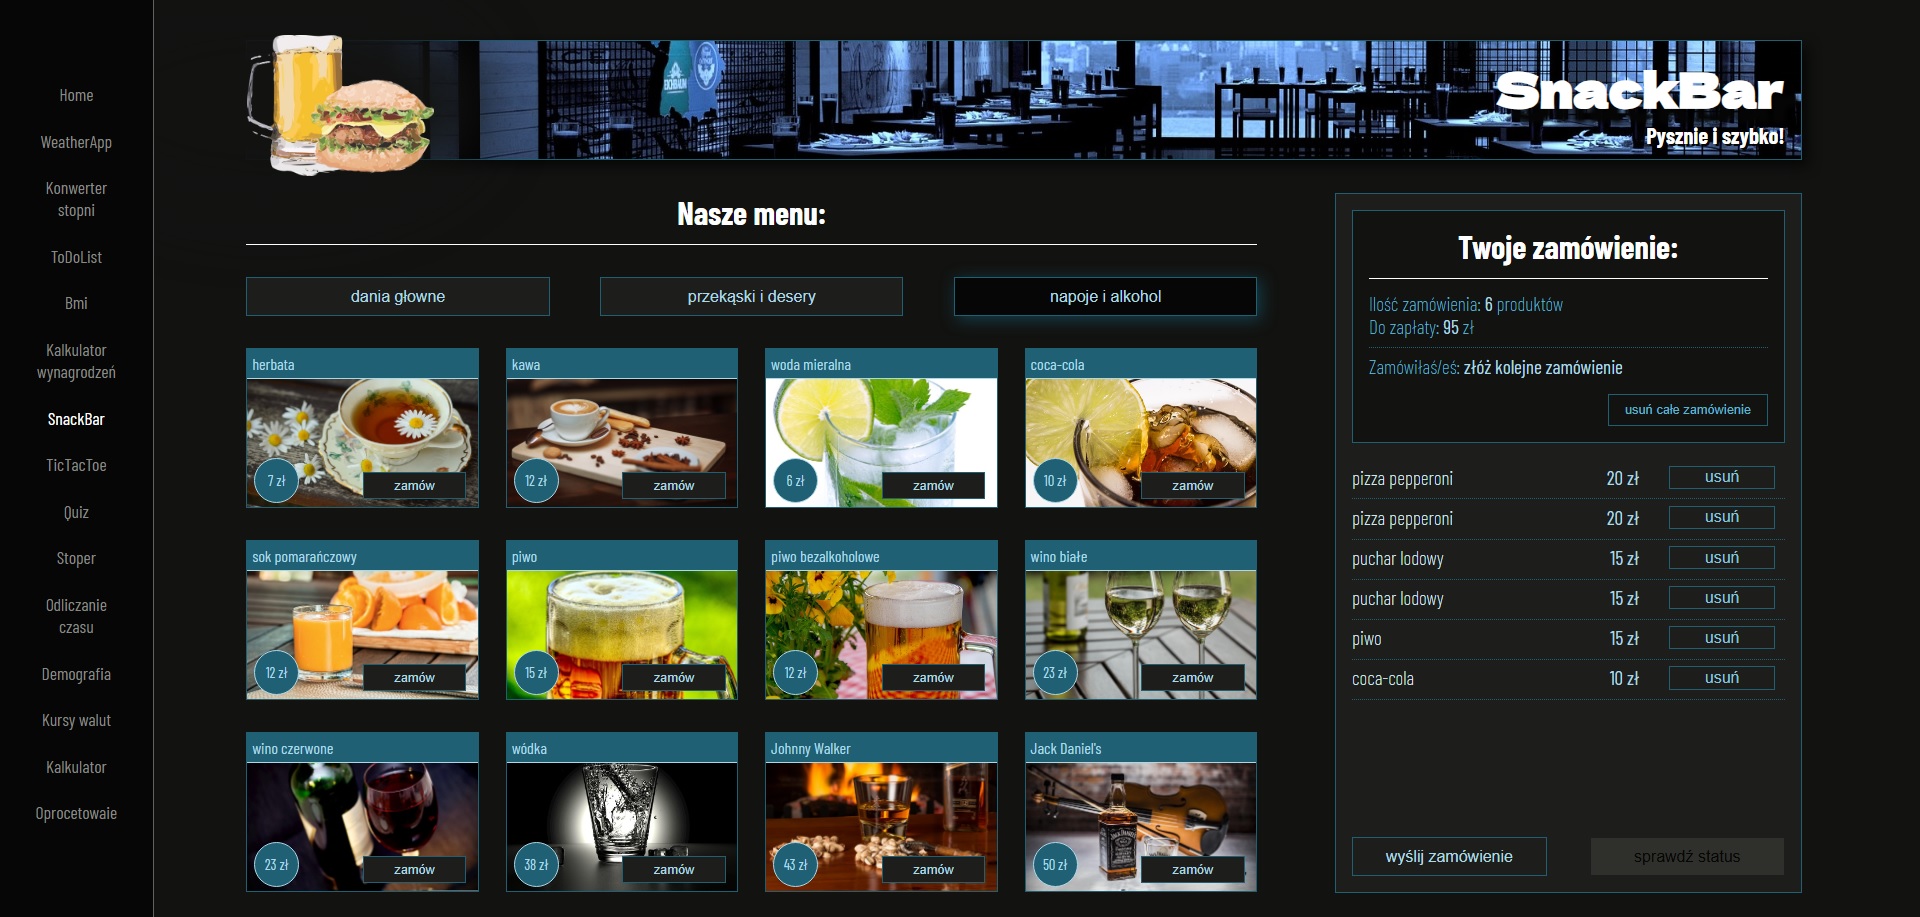 Home
WeatherApp
Konwerter
stopni
ToDoList
Bmi
Kalkulator
wynagrodzeń
SnackBar
TicTacToe
Quiz
Stoper
Odliczanie
czasu
Demografia
Kursy walut
Kalkulator
Oprocetowaie
SnackBar
Pysznie i szybko!
Nasze menu:
dania głowne
przekąski i desery
napoje i alkohol
herbata
7 zł
zamów
kawa
12 zł
zamów
woda mieralna
6 zł
zamów
coca-cola
10 zł
zamów
sok pomarańczowy
12 zł
zamów
piwo
15 zł
zamów
piwo bezalkoholowe
12 zł
zamów
wino białe
23 zł
zamów
wino czerwone
23 zł
zamów
wódka
38 zł
zamów
Johnny Walker
43 zł
zamów
Jack Daniel's
50 zł
zamów
Twoje zamówienie:
Ilość zamówienia: 6 produktów
Do zapłaty: 95 zł
Zamówiłaś/eś: złóż kolejne zamówienie
usuń całe zamówienie
pizza pepperoni 20 zł usuń
pizza pepperoni 20 zł usuń
puchar lodowy 15 zł usuń
puchar lodowy 15 zł usuń
piwo 15 zł usuń
coca-cola 10 zł usuń
wyślij zamówienie
sprawdź status